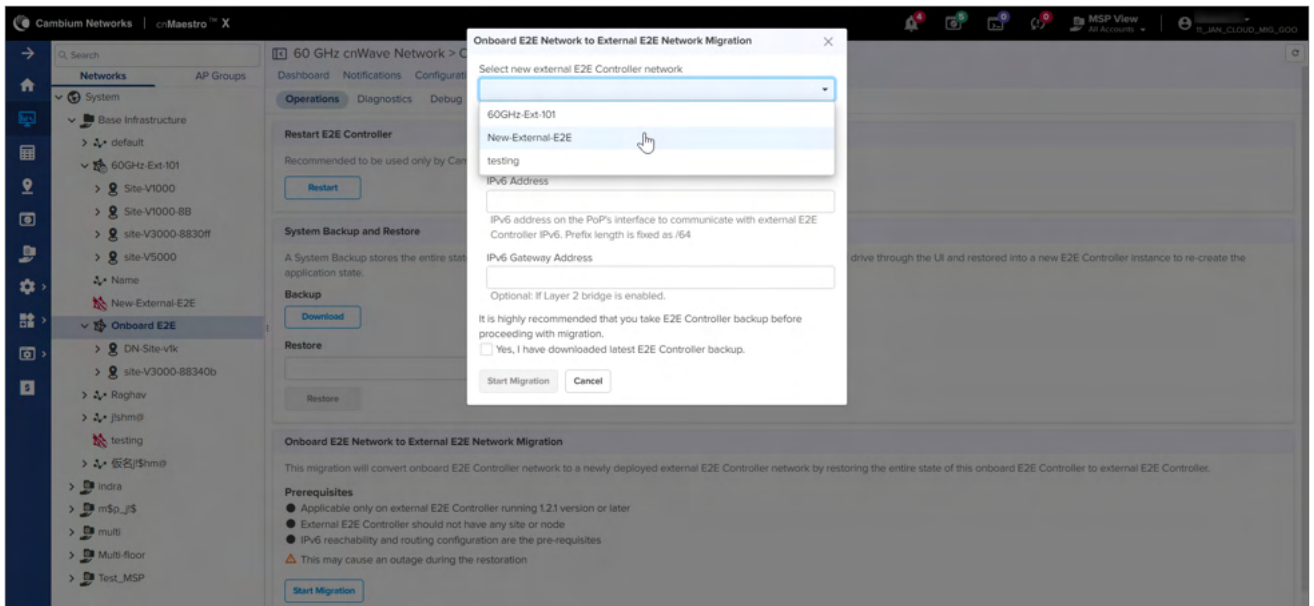 Cambium Networks | cnMaestro™ X
4
5
0
0
MSP View
All Accounts
11_JAN_CLOUD_MIG_GOO
Search
Networks AP Groups
System
Base Infrastructure
default
60GHz-Ext-101
Site-V1000
Site-V1000-8B
site-V3000-8830ff
site-V5000
Name
New-External-E2E
Onboard E2E
DN-Site-v1k
site-V3000-88340b
Raghav
testing
indra
multi
Multi-floor
Test_MSP
60 GHz cnWave Network > C
Dashboard Notifications Configurati
Operations Diagnostics Debug
Restart E2E Controller
Recommended to be used only by Can
Restart
System Backup and Restore
A System Backup stores the entire stat
drive through the UI and restored into a new E2E Controller instance to re-create the
application state.
Backup
Download
Restore
Restore
Onboard E2E Network to External E2E Network Migration
This migration will convert onboard E2E Controller network to a newly deployed external E2E Controller network by restoring the entire state of this onboard E2E Controller to external E2E Controller.
Prerequisites
Applicable only on external E2E Controller running 1.2.1 version or later
External E2E Controller should not have any site or node
IPv6 reachability and routing configuration are the pre-requisites
This may cause an outage during the restoration
Start Migration
Onboard E2E Network to External E2E Network Migration
Select new external E2E Controller network
60GHz-Ext-101
New-External-E2E
testing
IPv6 Address
IPv6 address on the PoP's interface to communicate with external E2E
Controller IPv6. Prefix length is fixed as /64
IPv6 Gateway Address
Optional: If Layer 2 bridge is enabled.
It is highly recommended that you take E2E Controller backup before
proceeding with migration.
Yes, I have downloaded latest E2E Controller backup.
Start Migration Cancel